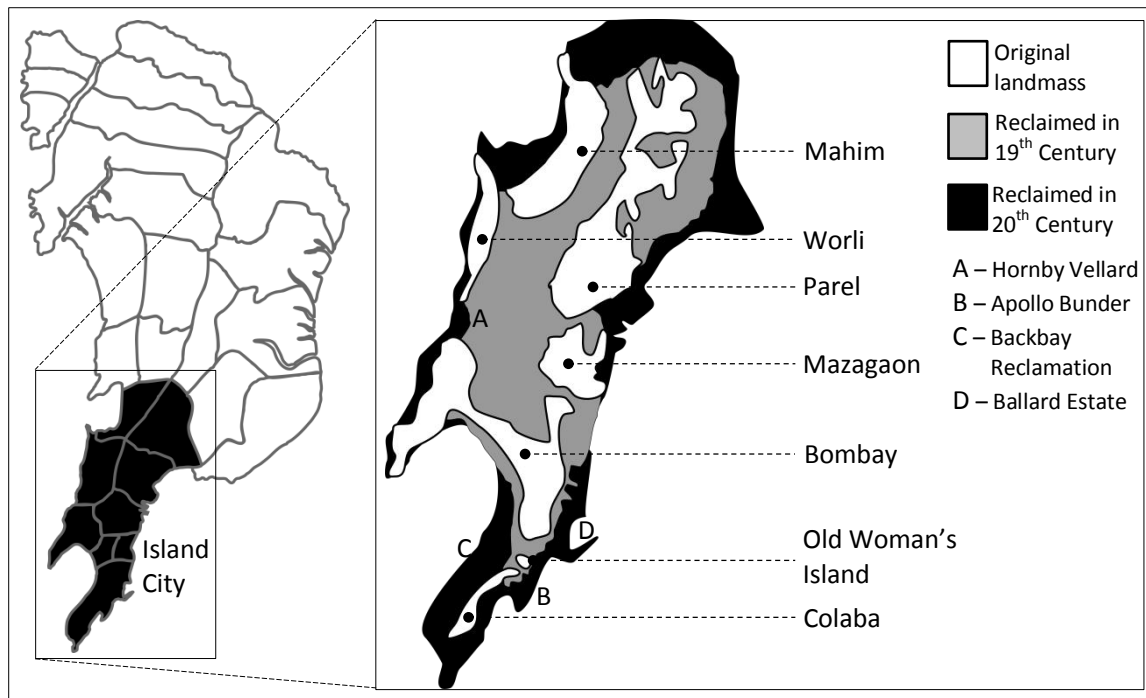 Island
City
Mahim
Worli
Parel
Mazagaon
Bombay
Old Woman’s
Island
Colaba
A
C
D
B
Original
landmass
Reclaimed in
19th Century
Reclaimed in
20th Century
A – Hornby Vellard
B – Apollo Bunder
C – Backbay
Reclamation
D – Ballard Estate